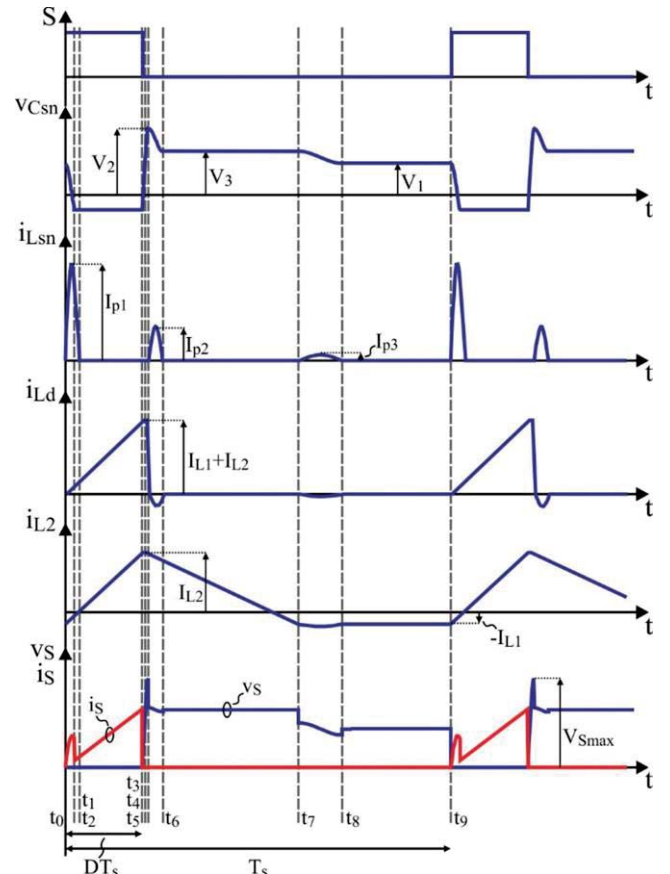 S
t
vCsn
V2
V3
V1
t
iLsn
Ip1
Ip2
Ip3
t
iLd
IL1+IL2
t
iL2
IL2
-IL1
t
vS
iS
iS
vS
VSmax
t
t3
t1
t4
t0
t2
t5
t6
t7
t8
t9
DTs
Ts